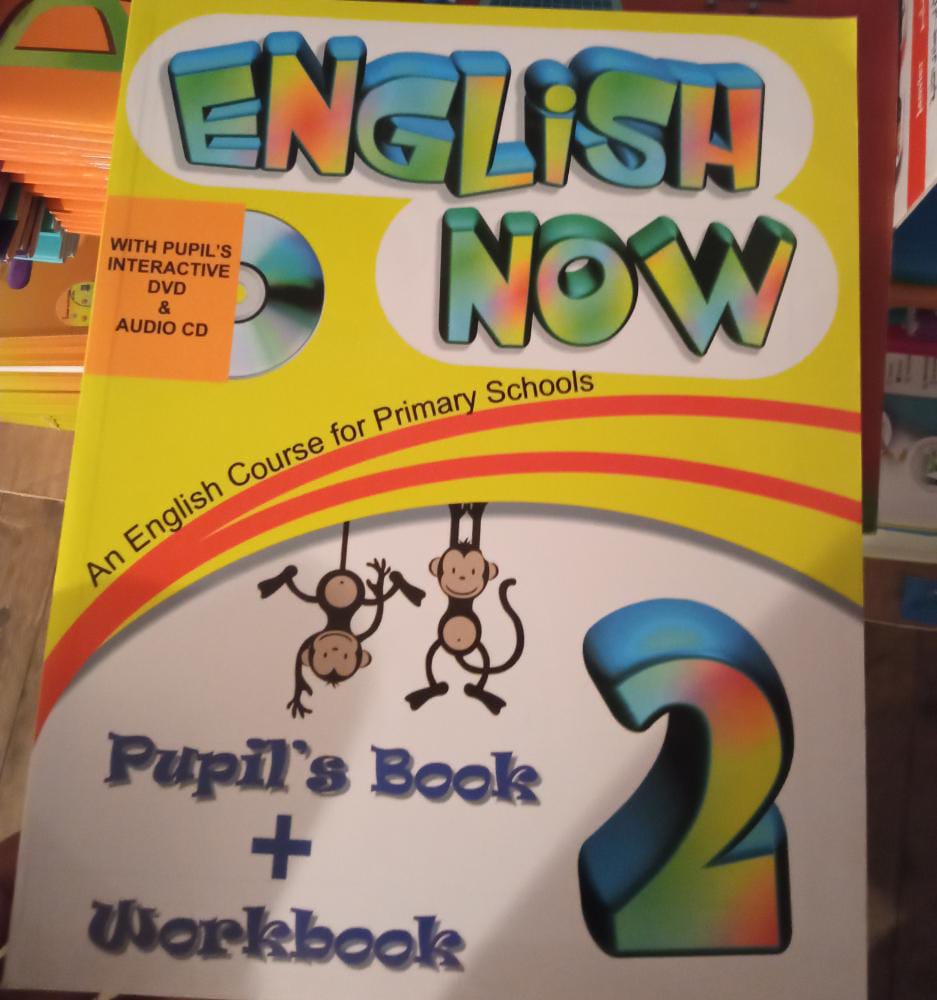 ENGLiSH
NOW
WITH PUPIL'S
INTERACTIVE
DVD
&
AUDIO CD
An English Course for Primary Schools
2
Pupil's Book
+
Workbook